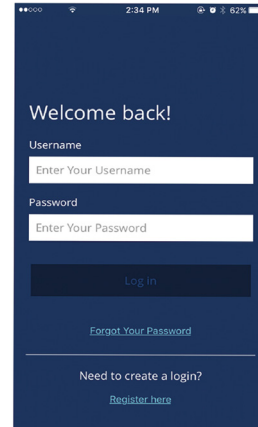 2:34 PM 62%
Welcome back!
Username
Enter Your Username
Password
Enter Your Password
Log in
Forgot Your Password
Need to create a login?
Register here